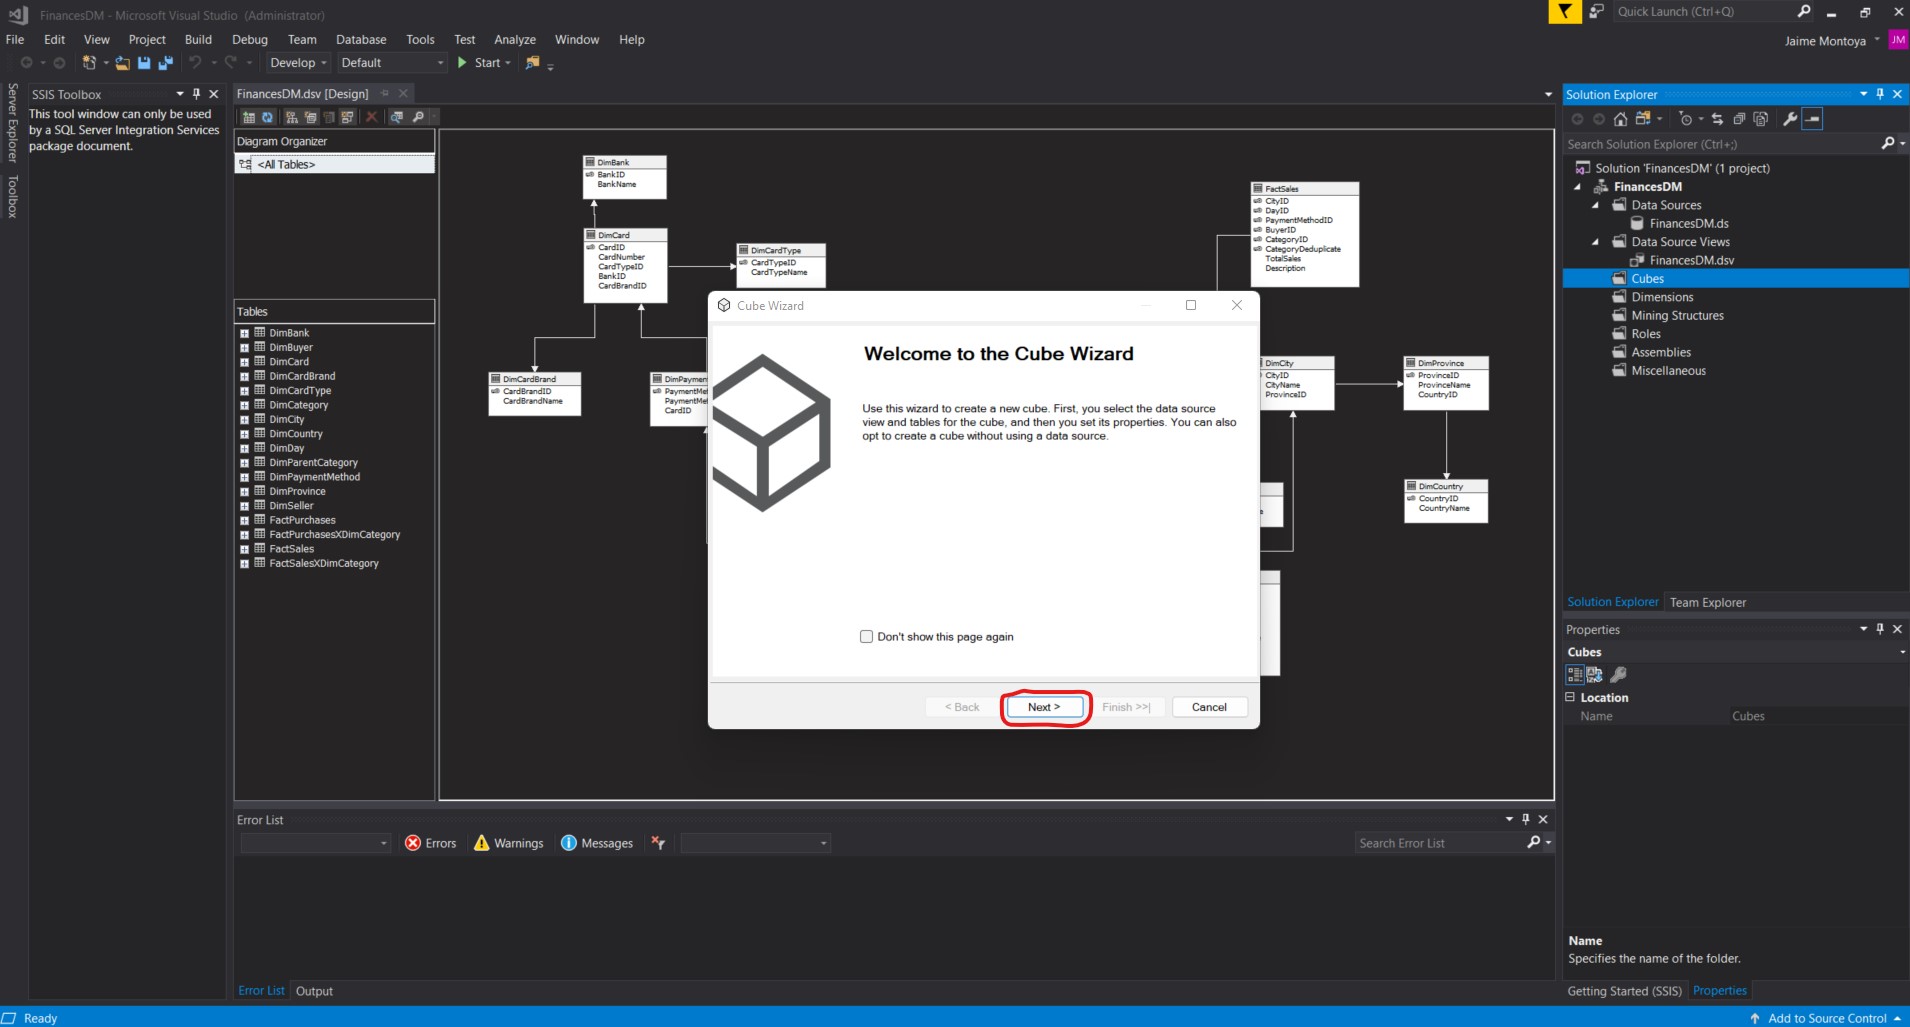 FinancesDM - Microsoft Visual Studio (Administrator)
Quick Launch (Ctrl+Q)
File Edit View Project Build Debug Team Database Tools Test Analyze Window Help
Jaime Montoya JM
Develop Default Start
Server Explorer
Toolbox
SSIS Toolbox
This tool window can only be used
by a SQL Server Integration Services
package document.
FinancesDM.dsv [Design]
Diagram Organizer
<All Tables>
Tables
DimBank
DimBuyer
DimCard
DimCardBrand
DimCardType
DimCategory
DimCity
DimCountry
DimDay
DimParentCategory
DimPaymentMethod
DimProvince
DimSeller
FactPurchases
FactPurchasesXDimCategory
FactSales
FactSalesXDimCategory
DimBank
BankID
BankName
DimCard
CardID
CardNumber
CardTypeID
BankID
CardBrandID
DimCardType
CardTypeID
CardTypeName
DimCardBrand
CardBrandID
CardBrandName
DimPaymen
PaymentMe
PaymentMe
CardID
FactSales
CityID
DayID
PaymentMethodID
BuyerID
CategoryID
CategoryDeduplicate
TotalSales
Description
DimCity
CityID
CityName
ProvinceID
DimProvince
ProvinceID
ProvinceName
CountryID
DimCountry
CountryID
CountryName
Cube Wizard
Welcome to the Cube Wizard
Use this wizard to create a new cube. First, you select the data source
view and tables for the cube, and then you set its properties. You can also
opt to create a cube without using a data source.
Don't show this page again
< Back Next > Finish >>| Cancel
Error List
Errors Warnings Messages
Search Error List
Error List Output
Solution Explorer
Search Solution Explorer (Ctrl+;)
Solution 'FinancesDM' (1 project)
FinancesDM
Data Sources
FinancesDM.ds
Data Source Views
FinancesDM.dsv
Cubes
Dimensions
Mining Structures
Roles
Assemblies
Miscellaneous
Solution Explorer Team Explorer
Properties
Cubes
Location
Name Cubes
Name
Specifies the name of the folder.
Getting Started (SSIS) Properties
Ready
Add to Source Control